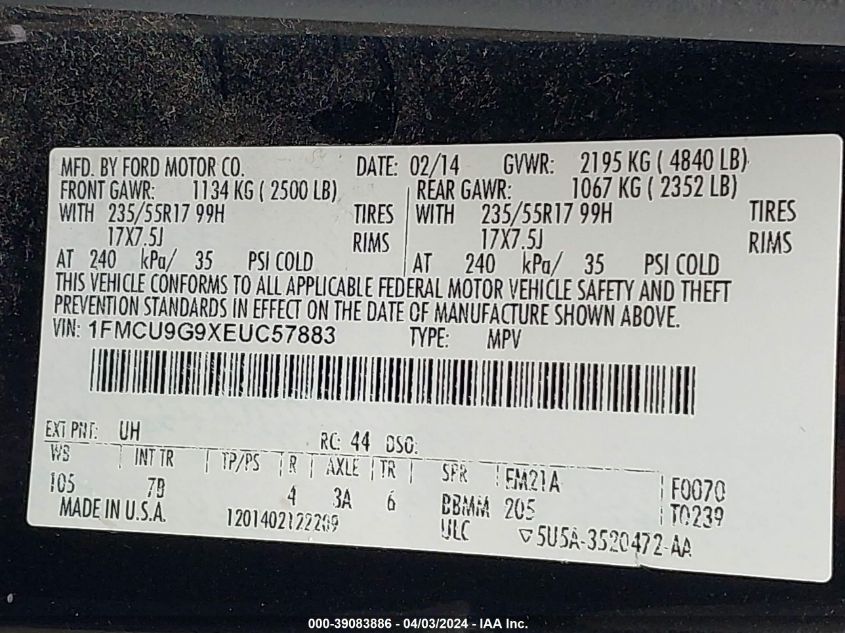 MFD. BY FORD MOTOR CO. DATE: 02/14 GVWR: 2195 KG ( 4840 LB)
FRONT GAWR: 1134 KG ( 2500 LB) REAR GAWR: 1067 KG ( 2352 LB)
WITH 235/55R17 99H TIRES WITH 235/55R17 99H TIRES
17X7.5J RIMS 17X7.5J RIMS
AT 240 kPa/ 35 PSI COLD AT 240 kPa/ 35 PSI COLD
THIS VEHICLE CONFORMS TO ALL APPLICABLE FEDERAL MOTOR VEHICLE SAFETY AND THEFT
PREVENTION STANDARDS IN EFFECT ON THE DATE OF MANUFACTURE SHOWN ABOVE.
VIN: 1FMCU9G9XEUC57883 TYPE: MPV
EXT PNT: UH RC: 44 DSO:
WB INT TR TP/PS R AXLE TR SPR EM21A F0070
105 7B 4 3A 6 BBMM 205 T0239
MADE IN U.S.A. 1201402122209 ULC 5U5A-3520472-AA
000-39083886 - 04/03/2024 - IAA Inc.